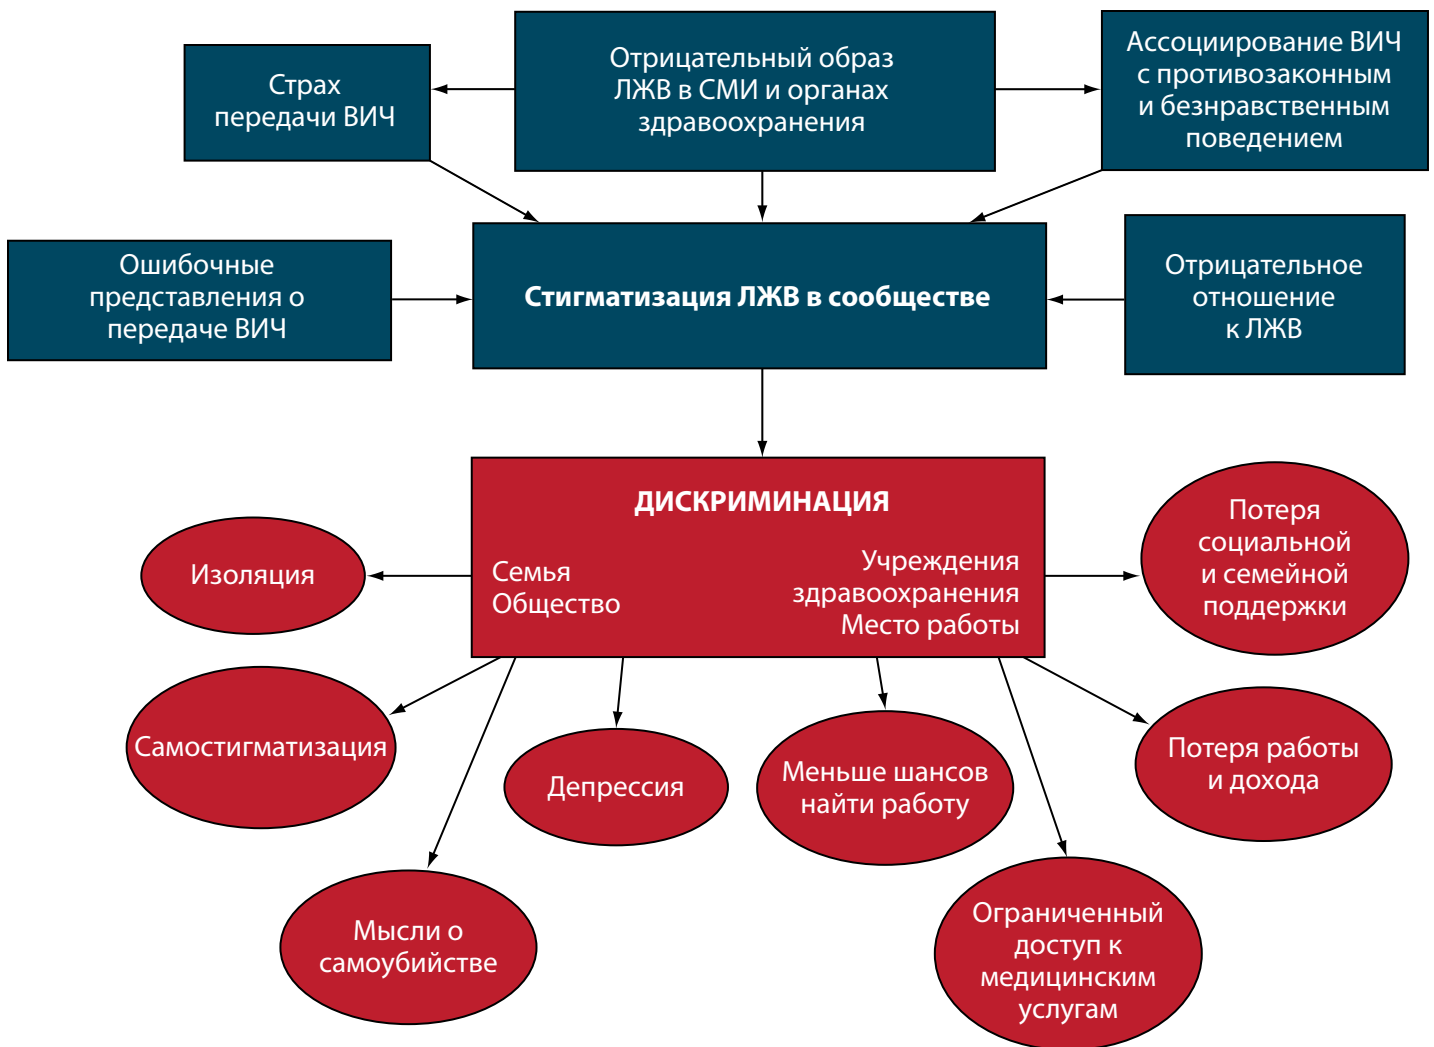 Страх
передачи ВИЧ
Отрицательный образ
ЛЖВ в СМИ и органах
здравоохранения
Ассоциирование ВИЧ
с противозаконным
и безнравственным
поведением
Ошибочные
представления о
передаче ВИЧ
Стигматизация ЛЖВ в сообществе
Отрицательное
отношение
к ЛЖВ
ДИСКРИМИНАЦИЯ
Семья
Общество
Учреждения
здравоохранения
Место работы
Изоляция
Потеря
социальной
и семейной
поддержки
Самостигматизация
Депрессия
Меньше шансов
найти работу
Потеря работы
и дохода
Мысли о
самоубийстве
Ограниченный
доступ к
медицинским
услугам